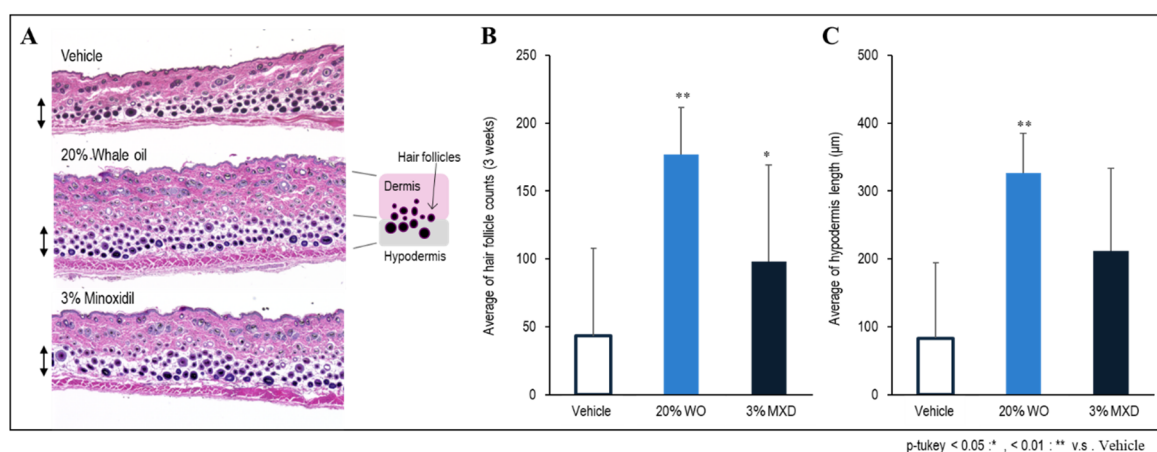 A
Vehicle
20% Whale oil
3% Minoxidil
**
Hair follicles
Dermis
Hypodermis
B
Average of hair follicle counts (3 weeks)
250
200
150
100
50
0
**
*
Vehicle
20% WO
3% MXD
C
Average of hypodermis length (μm)
500
400
300
200
100
0
**
Vehicle
20% WO
3% MXD
p-tukey < 0.05 :* , < 0.01 : ** v.s . Vehicle